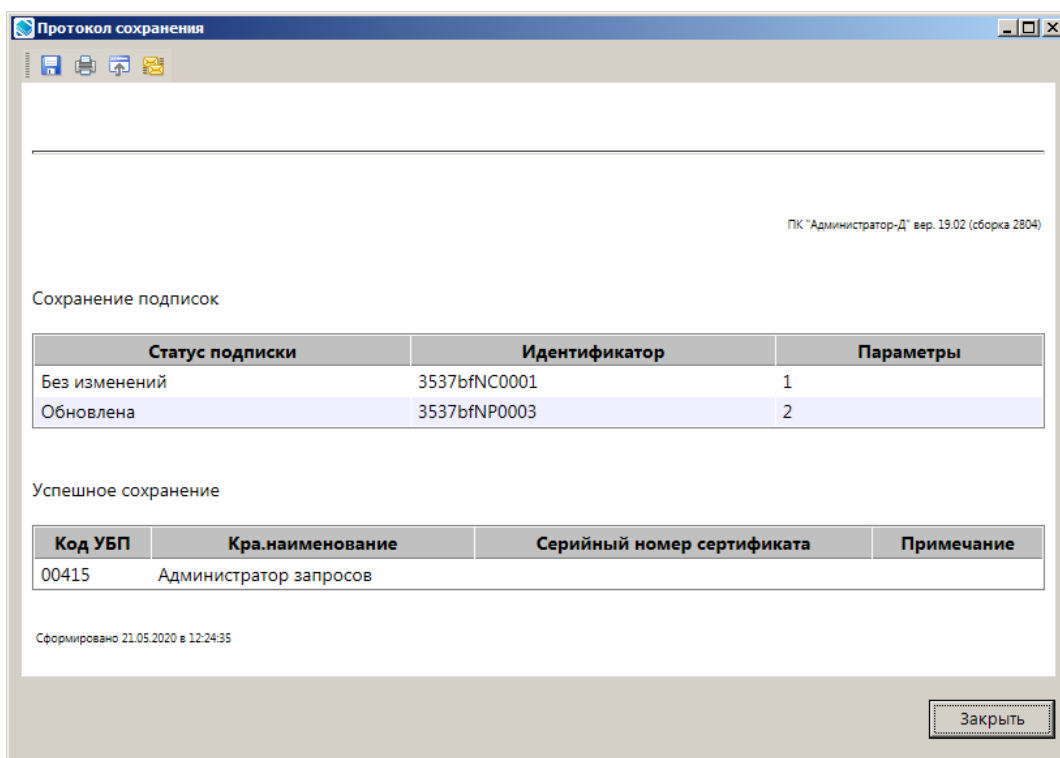 Протокол сохранения
ПК "Администратор-Д" вер. 19.02 (сборка 2804)
Сохранение подписок
Статус подписки Идентификатор Параметры
Без изменений 3537bfNC0001 1
Обновлена 3537bfNP0003 2
Успешное сохранение
Код УБП Кра.наименование Серийный номер сертификата Примечание
00415 Администратор запросов
Сформировано 21.05.2020 в 12:24:35
Закрыть